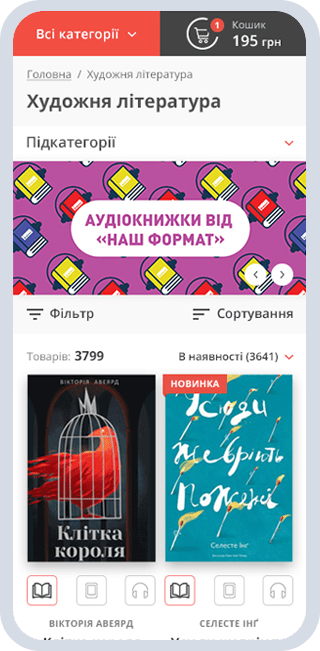 Всі категорії
1
Кошик
195 грн
Головна / Художня література
Художня література
Підкатегорії
АУДІОКНИЖКИ ВІД
«НАШ ФОРМАТ»
Фільтр
Сортування
Товарів: 3799
В наявності (3641)
ВІКТОРІЯ АВЕЯРД
Клітка
короля
НОВИНКА
Усюди
жевріють
пожежі
Селесте Інґ
ВІКТОРІЯ АВЕЯРД
СЕЛЕСТЕ ІНҐ